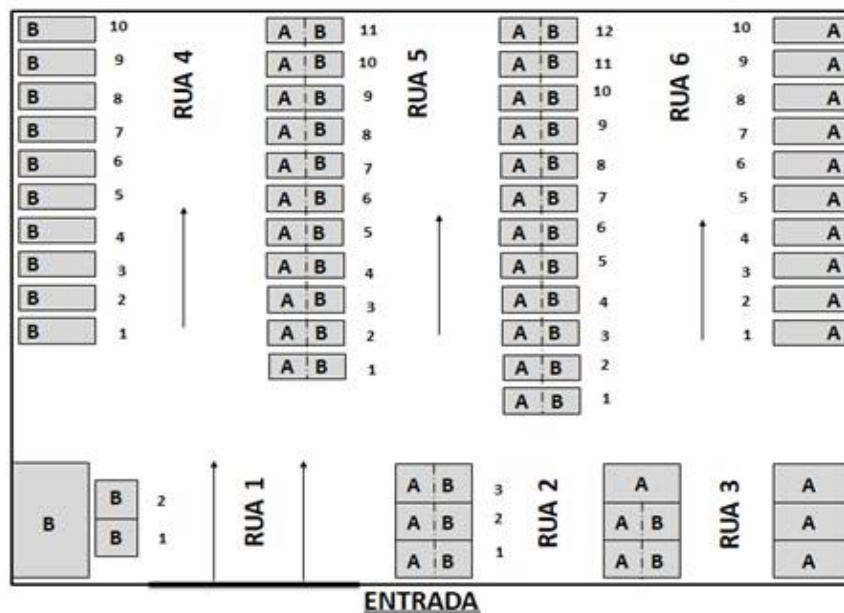 B 10 A B 11 A B 12 10 A
B 9 A B 10 A B 11 9 A
B 8 A B 9 A B 10 8 A
B 7 A B 8 A B 9 7 A
B 6 A B 7 A B 8 6 A
B 5 A B 6 A B 7 5 A
B 4 A B 5 A B 6 4 A
B 3 A B 4 A B 5 3 A
B 2 A B 3 A B 4 2 A
B 1 A B 2 A B 3 1 A
A B 1 A B 2
A B 1
RUA 4
RUA 5
RUA 6
B
B 2
B 1
RUA 1
A B 3
A B 2
A B 1
RUA 2
A
A B
A B
RUA 3
A
A
A
ENTRADA